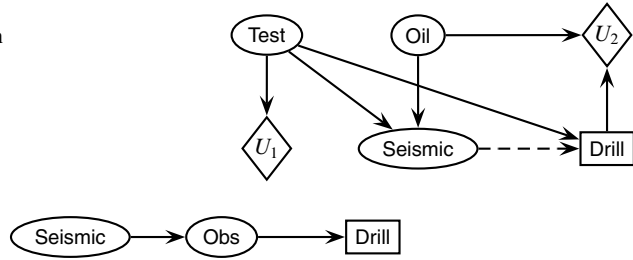 n
Test Oil U2
U1 Seismic Drill
Seismic Obs Drill